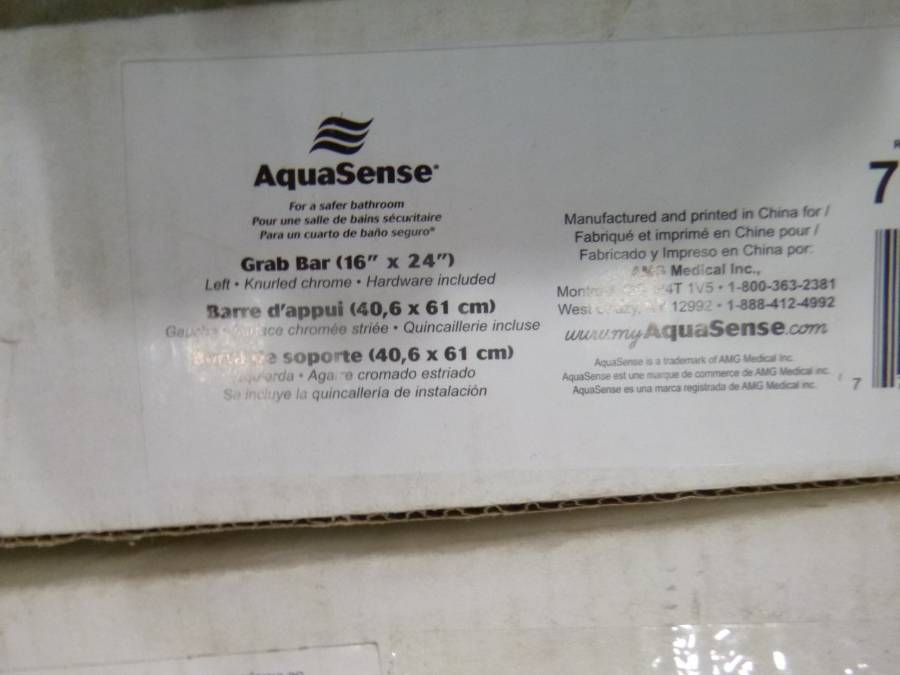 AquaSense®
For a safer bathroom
Pour une salle de bains sécuritaire
Para un cuarto de baño seguro®
Grab Bar (16" x 24")
Left • Knurled chrome • Hardware included
Barre d'appui (40,6 x 61 cm)
chromée striée • Quincaillerie incluse
soporte (40,6 x 61 cm)
cromado estriado
Se incluye la quincallería de instalación
Manufactured and printed in China for /
Fabriqué et imprimé en Chine pour /
Fabricado y Impreso en China por:
AMG Medical Inc.,
1V5 • 1-800-363-2381
West 12992 • 1-888-412-4992
www.myAquaSense.com
AquaSense is a trademark of AMG Medical Inc.
AquaSense est une marque de commerce de AMG Medical inc.
AquaSense es una marca registrada de AMG Medical inc.
7
7